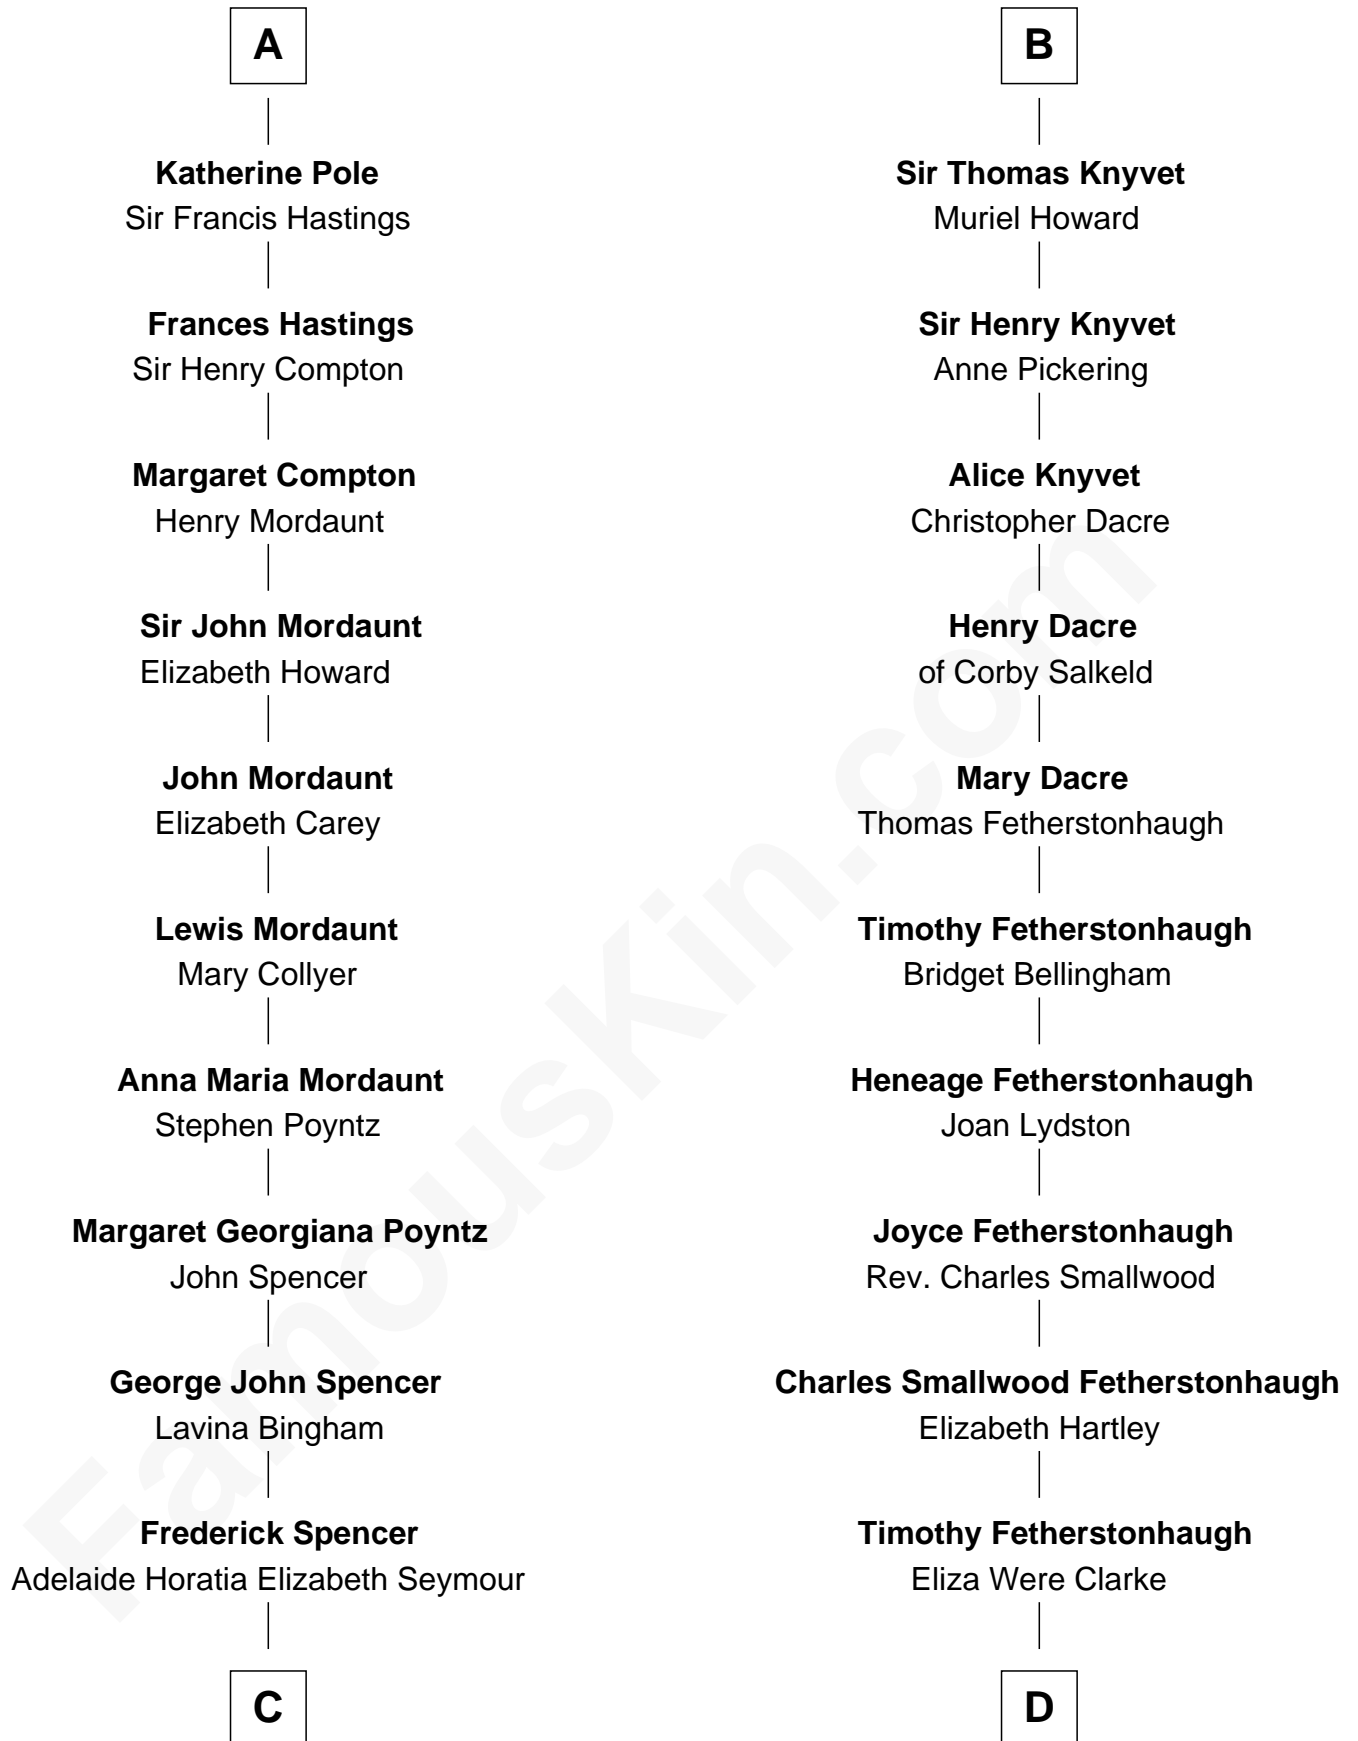 A
Katherine Pole
Sir Francis Hastings
Frances Hastings
Sir Henry Compton
Margaret Compton
Henry Mordaunt
Sir John Mordaunt
Elizabeth Howard
John Mordaunt
Elizabeth Carey
Lewis Mordaunt
Mary Collyer
Anna Maria Mordaunt
Stephen Poyntz
Margaret Georgiana Poyntz
John Spencer
George John Spencer
Lavina Bingham
Frederick Spencer
Adelaide Horatia Elizabeth Seymour
C
B
Sir Thomas Knyvet
Muriel Howard
Sir Henry Knyvet
Anne Pickering
Alice Knyvet
Christopher Dacre
Henry Dacre
of Corby Salkeld
Mary Dacre
Thomas Fetherstonhaugh
Timothy Fetherstonhaugh
Bridget Bellingham
Heneage Fetherstonhaugh
Joan Lydston
Joyce Fetherstonhaugh
Rev. Charles Smallwood
Charles Smallwood Fetherstonhaugh
Elizabeth Hartley
Timothy Fetherstonhaugh
Eliza Were Clarke
D
FamousKin.com